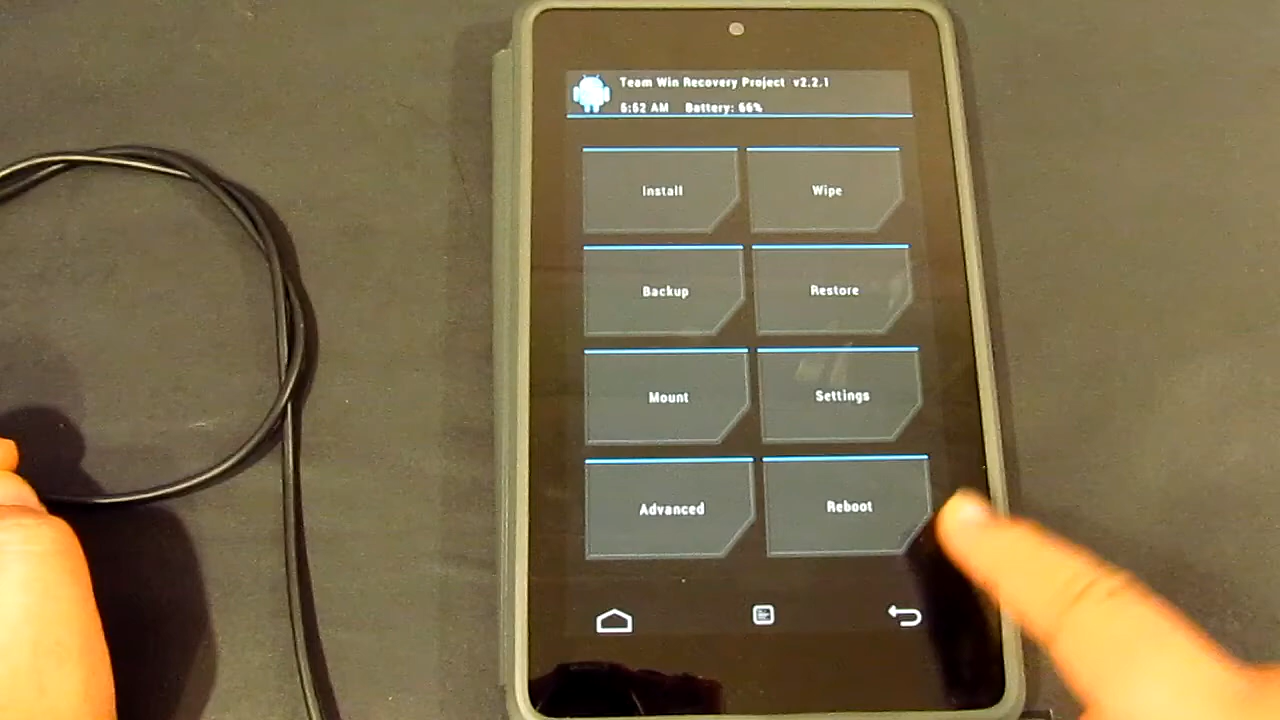 Team Win Recovery Project v2.2.1
6:52 AM Battery: 66%
Install
Wipe
Backup
Restore
Mount
Settings
Advanced
Reboot